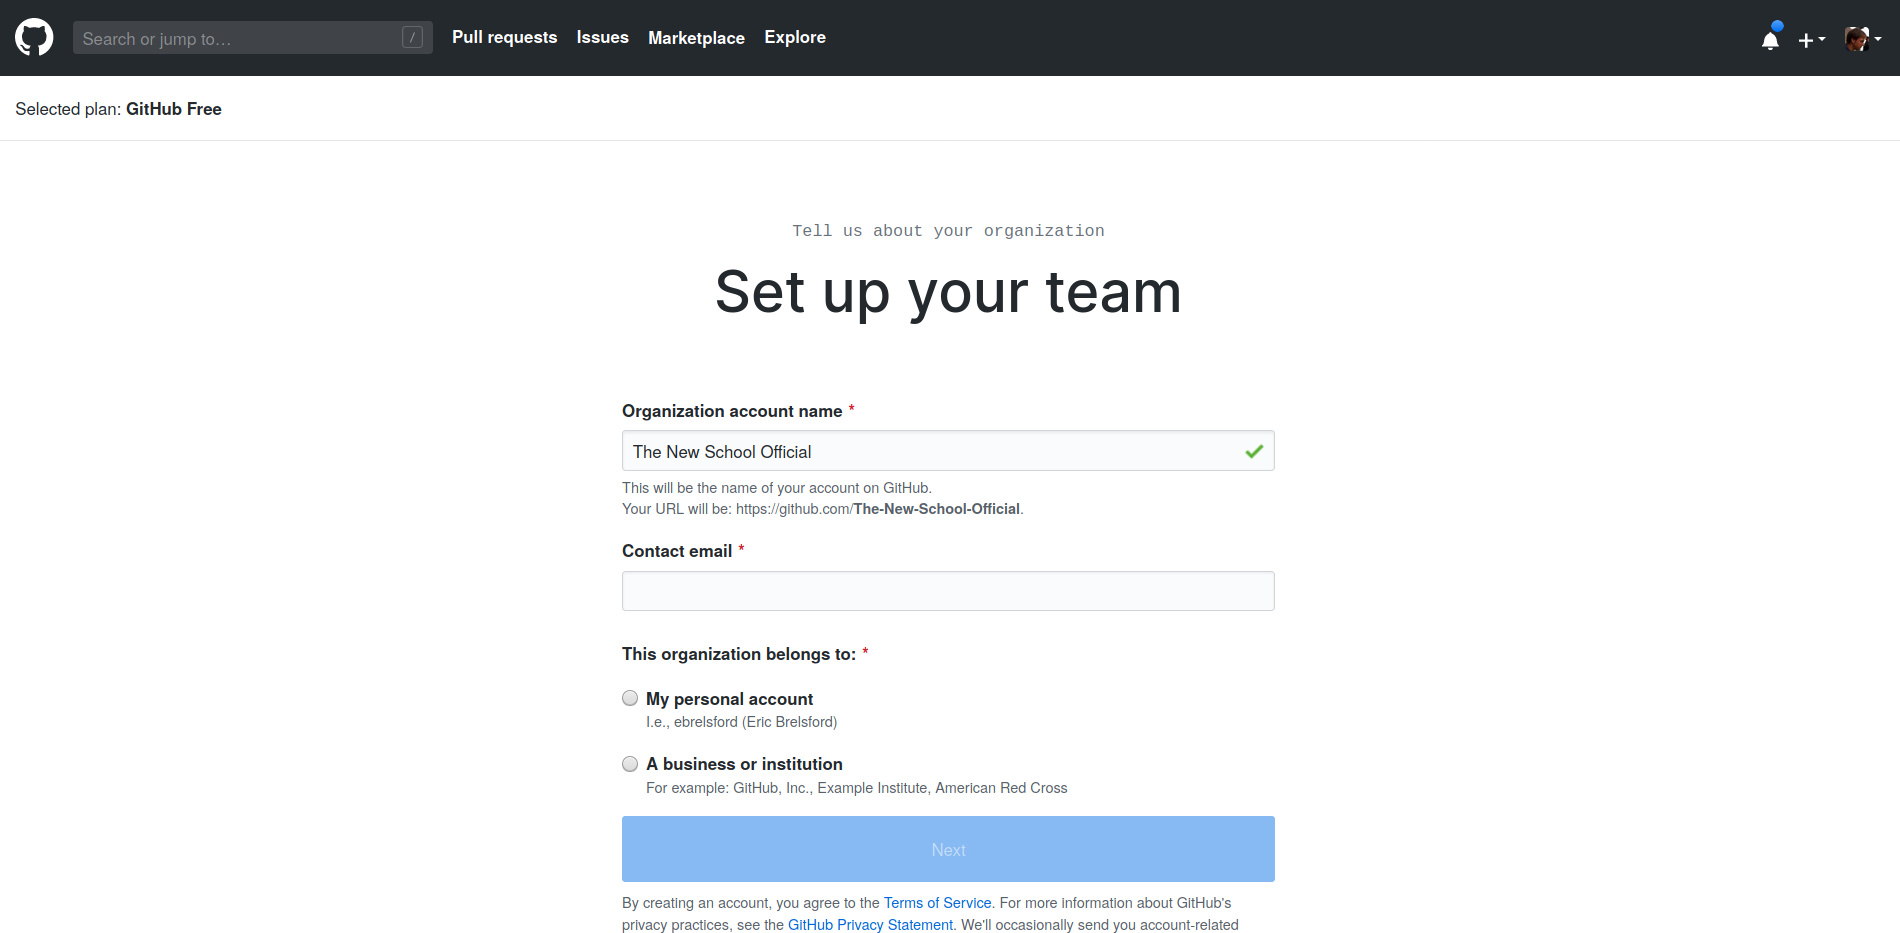 Search or jump to… /
Pull requests Issues Marketplace Explore
Selected plan: GitHub Free
Tell us about your organization
Set up your team
Organization account name *
The New School Official
This will be the name of your account on GitHub.
Your URL will be: https://github.com/The-New-School-Official.
Contact email *
This organization belongs to: *
My personal account
I.e., ebrelsford (Eric Brelsford)
A business or institution
For example: GitHub, Inc., Example Institute, American Red Cross
Next
By creating an account, you agree to the Terms of Service. For more information about GitHub's
privacy practices, see the GitHub Privacy Statement. We'll occasionally send you account-related